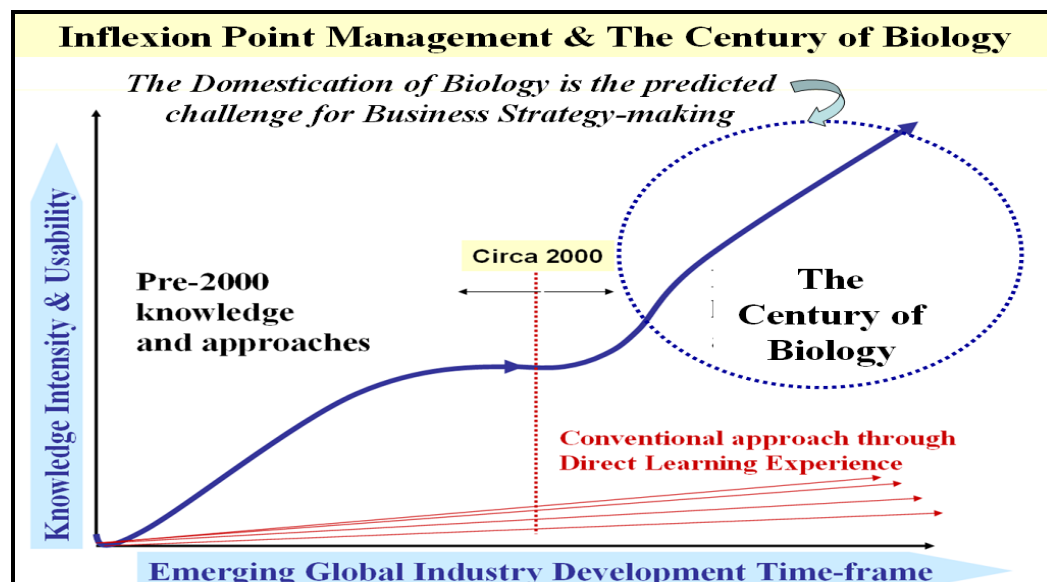 Inflexion Point Management & The Century of Biology
The Domestication of Biology is the predicted
challenge for Business Strategy-making
Knowledge Intensity & Usability
Circa 2000
Pre-2000
knowledge
and approaches
The
Century of
Biology
Conventional approach through
Direct Learning Experience
Emerging Global Industry Development Time-frame